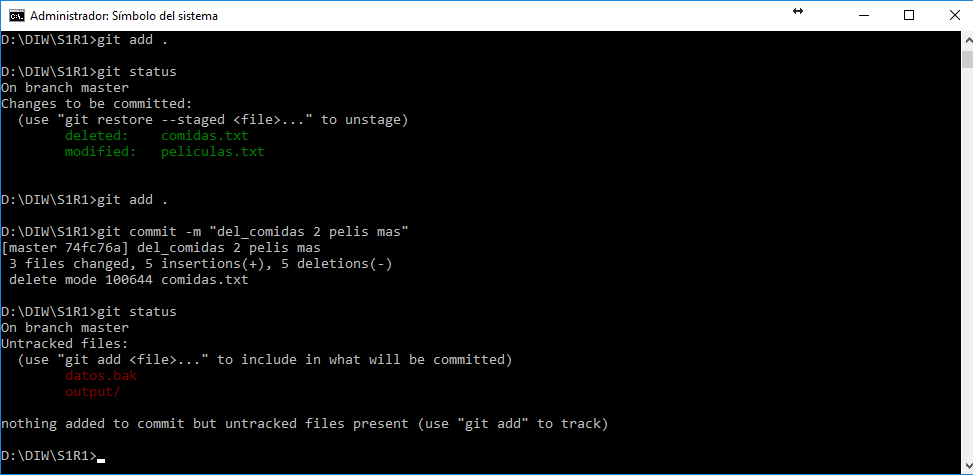 Administrador: Símbolo del sistema
D:\DIW\S1R1>git add .
D:\DIW\S1R1>git status
On branch master
Changes to be committed:
  (use "git restore --staged <file>..." to unstage)
        deleted:    comidas.txt
        modified:   peliculas.txt
D:\DIW\S1R1>git add .
D:\DIW\S1R1>git commit -m "del_comidas 2 pelis mas"
[master 74fc76a] del_comidas 2 pelis mas
 3 files changed, 5 insertions(+), 5 deletions(-)
 delete mode 100644 comidas.txt
D:\DIW\S1R1>git status
On branch master
Untracked files:
  (use "git add <file>..." to include in what will be committed)
        datos.bak
        output/
nothing added to commit but untracked files present (use "git add" to track)
D:\DIW\S1R1>